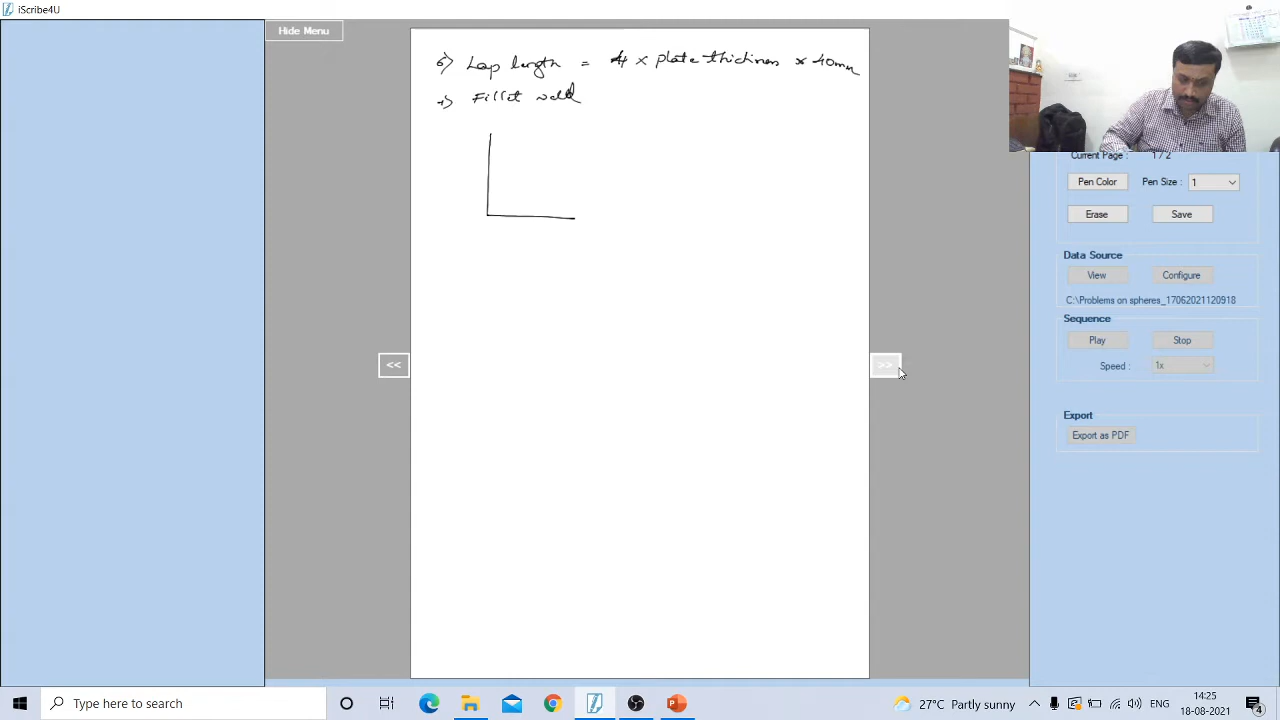 iScribe4U
Hide Menu
6) Lap length = 4 × plate thickness × 40mm
7) Fillet weld
Current Page : 1 / 2
Pen Color Pen Size : 1
Erase Save
Data Source
View Configure
C:\Problems on spheres_17062021120918
Sequence
Play Stop
Speed : 1x
Export
Export as PDF
<< >>
Type here to search
27°C Partly sunny
ENG
14:25
18-08-2021
4